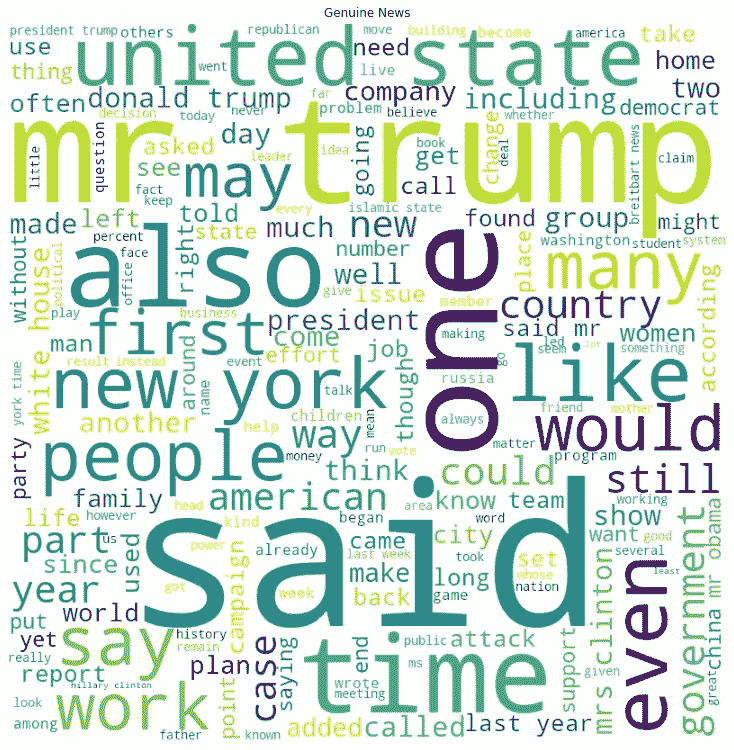 Genuine News
president trump
others
republican
move
building
become
america
take
united state
use
went
need
live
home
thing
often
donald trump
company
including
two
democrat
decision
today
never
far
problem
believe
whether
mr trump
little
question
asked
day
idea
going
get
book
change
deal
claim
see
leader
call
may
fact
keep
every
islamic state
breitbart news
made
left
told
much
new
found
group
might
without
percent
right
state
number
washington
student
system
also
face
political
office
well
place
many
white house
play
give
issue
member
one
country
according
business
first
president
making
said mr
women
man
come
led
lot
result
instead
around
effort
job
though
seem
go
something
york time
event
russia
new york
talk
like
name
children
friend
mother
another
help
mean
always
would
party
people
money
way
run
vote
matter
program
think
could
still
family
american
know
team
working
life
however
head
area
word
show
part
us
kind
began
came
city
set
want
good
several
since
used
power
already
last week
took
whose
government
mr obama
year
got
make
long
nation
least
put
world
campaign
week
back
game
even
said
yet
say
history
case
time
public
attack
really
remain
plan
saying
end
ms
support
mrs clinton
china
great
report
point
wrote
meeting
given
look
hillary clinton
work
among
father
known
added
called
last year